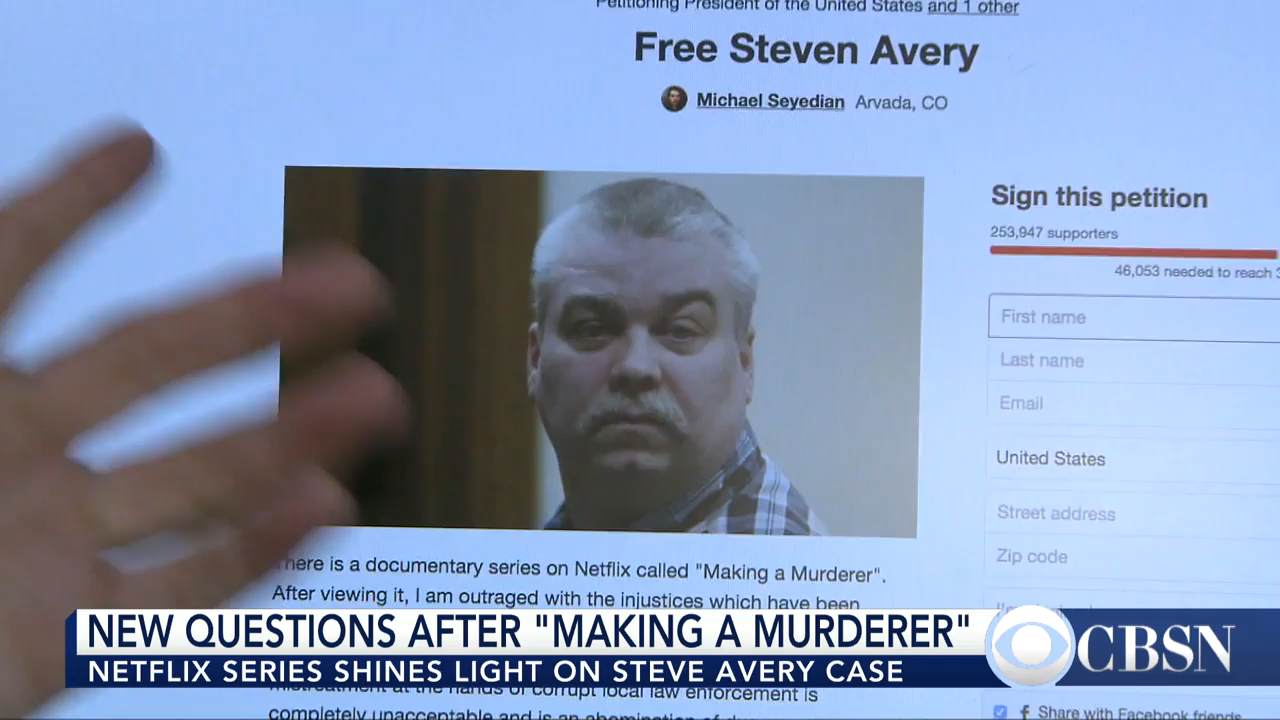 Petitioning President of the United States and 1 other
Free Steven Avery
Michael Seyedian Arvada, CO
Sign this petition
253,947 supporters
46,053 needed to reach
First name
Last name
Email
United States
Street address
Zip code
There is a documentary series on Netflix called "Making a Murderer".
After viewing it, I am outraged with the injustices which have been
NEW QUESTIONS AFTER "MAKING A MURDERER"
NETFLIX SERIES SHINES LIGHT ON STEVE AVERY CASE
CBSN
mistreatment at the hands of corrupt local law enforcement is
completely unacceptable and is an abomination of
f Share with Facebook friends